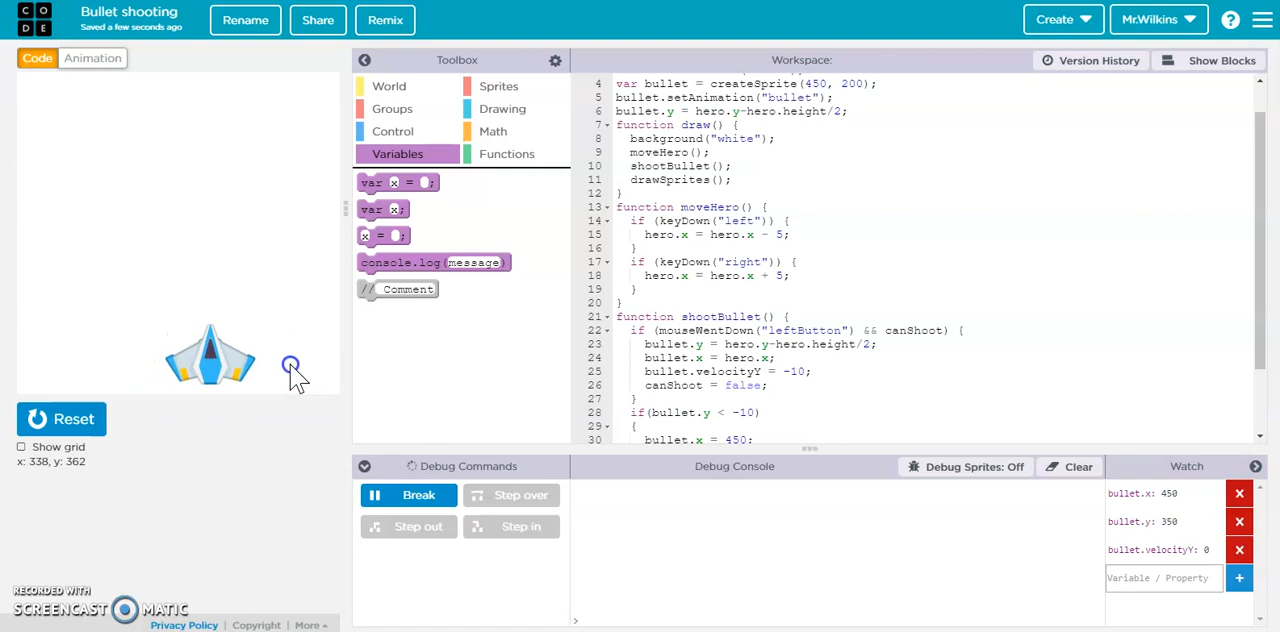 C O D E
Bullet shooting
Saved a few seconds ago
Rename
Share
Remix
Create
Mr.Wilkins
?
Code
Animation
Toolbox
Workspace:
Version History
Show Blocks
World
Sprites
Groups
Drawing
Control
Math
Variables
Functions
var x = ;
var x;
x = ;
console.log(message)
// Comment
4 var bullet = createSprite(450, 200);
5 bullet.setAnimation("bullet");
6 bullet.y = hero.y-hero.height/2;
7 function draw() {
8 background("white");
9 moveHero();
10 shootBullet();
11 drawSprites();
12 }
13 function moveHero() {
14 if (keyDown("left")) {
15 hero.x = hero.x - 5;
16 }
17 if (keyDown("right")) {
18 hero.x = hero.x + 5;
19 }
20 }
21 function shootBullet() {
22 if (mouseWentDown("leftButton") && canShoot) {
23 bullet.y = hero.y-hero.height/2;
24 bullet.x = hero.x;
25 bullet.velocityY = -10;
26 canShoot = false;
27 }
28 if(bullet.y < -10)
29 {
30 bullet.x = 450;
Reset
Show grid
x: 338, y: 362
Debug Commands
Debug Console
Debug Sprites: Off
Clear
Watch
Break
Step over
Step out
Step in
bullet.x: 450
bullet.y: 350
bullet.velocityY: 0
Variable / Property
+
>
RECORDED WITH
SCREENCAST MATIC
Privacy Policy
Copyright
More